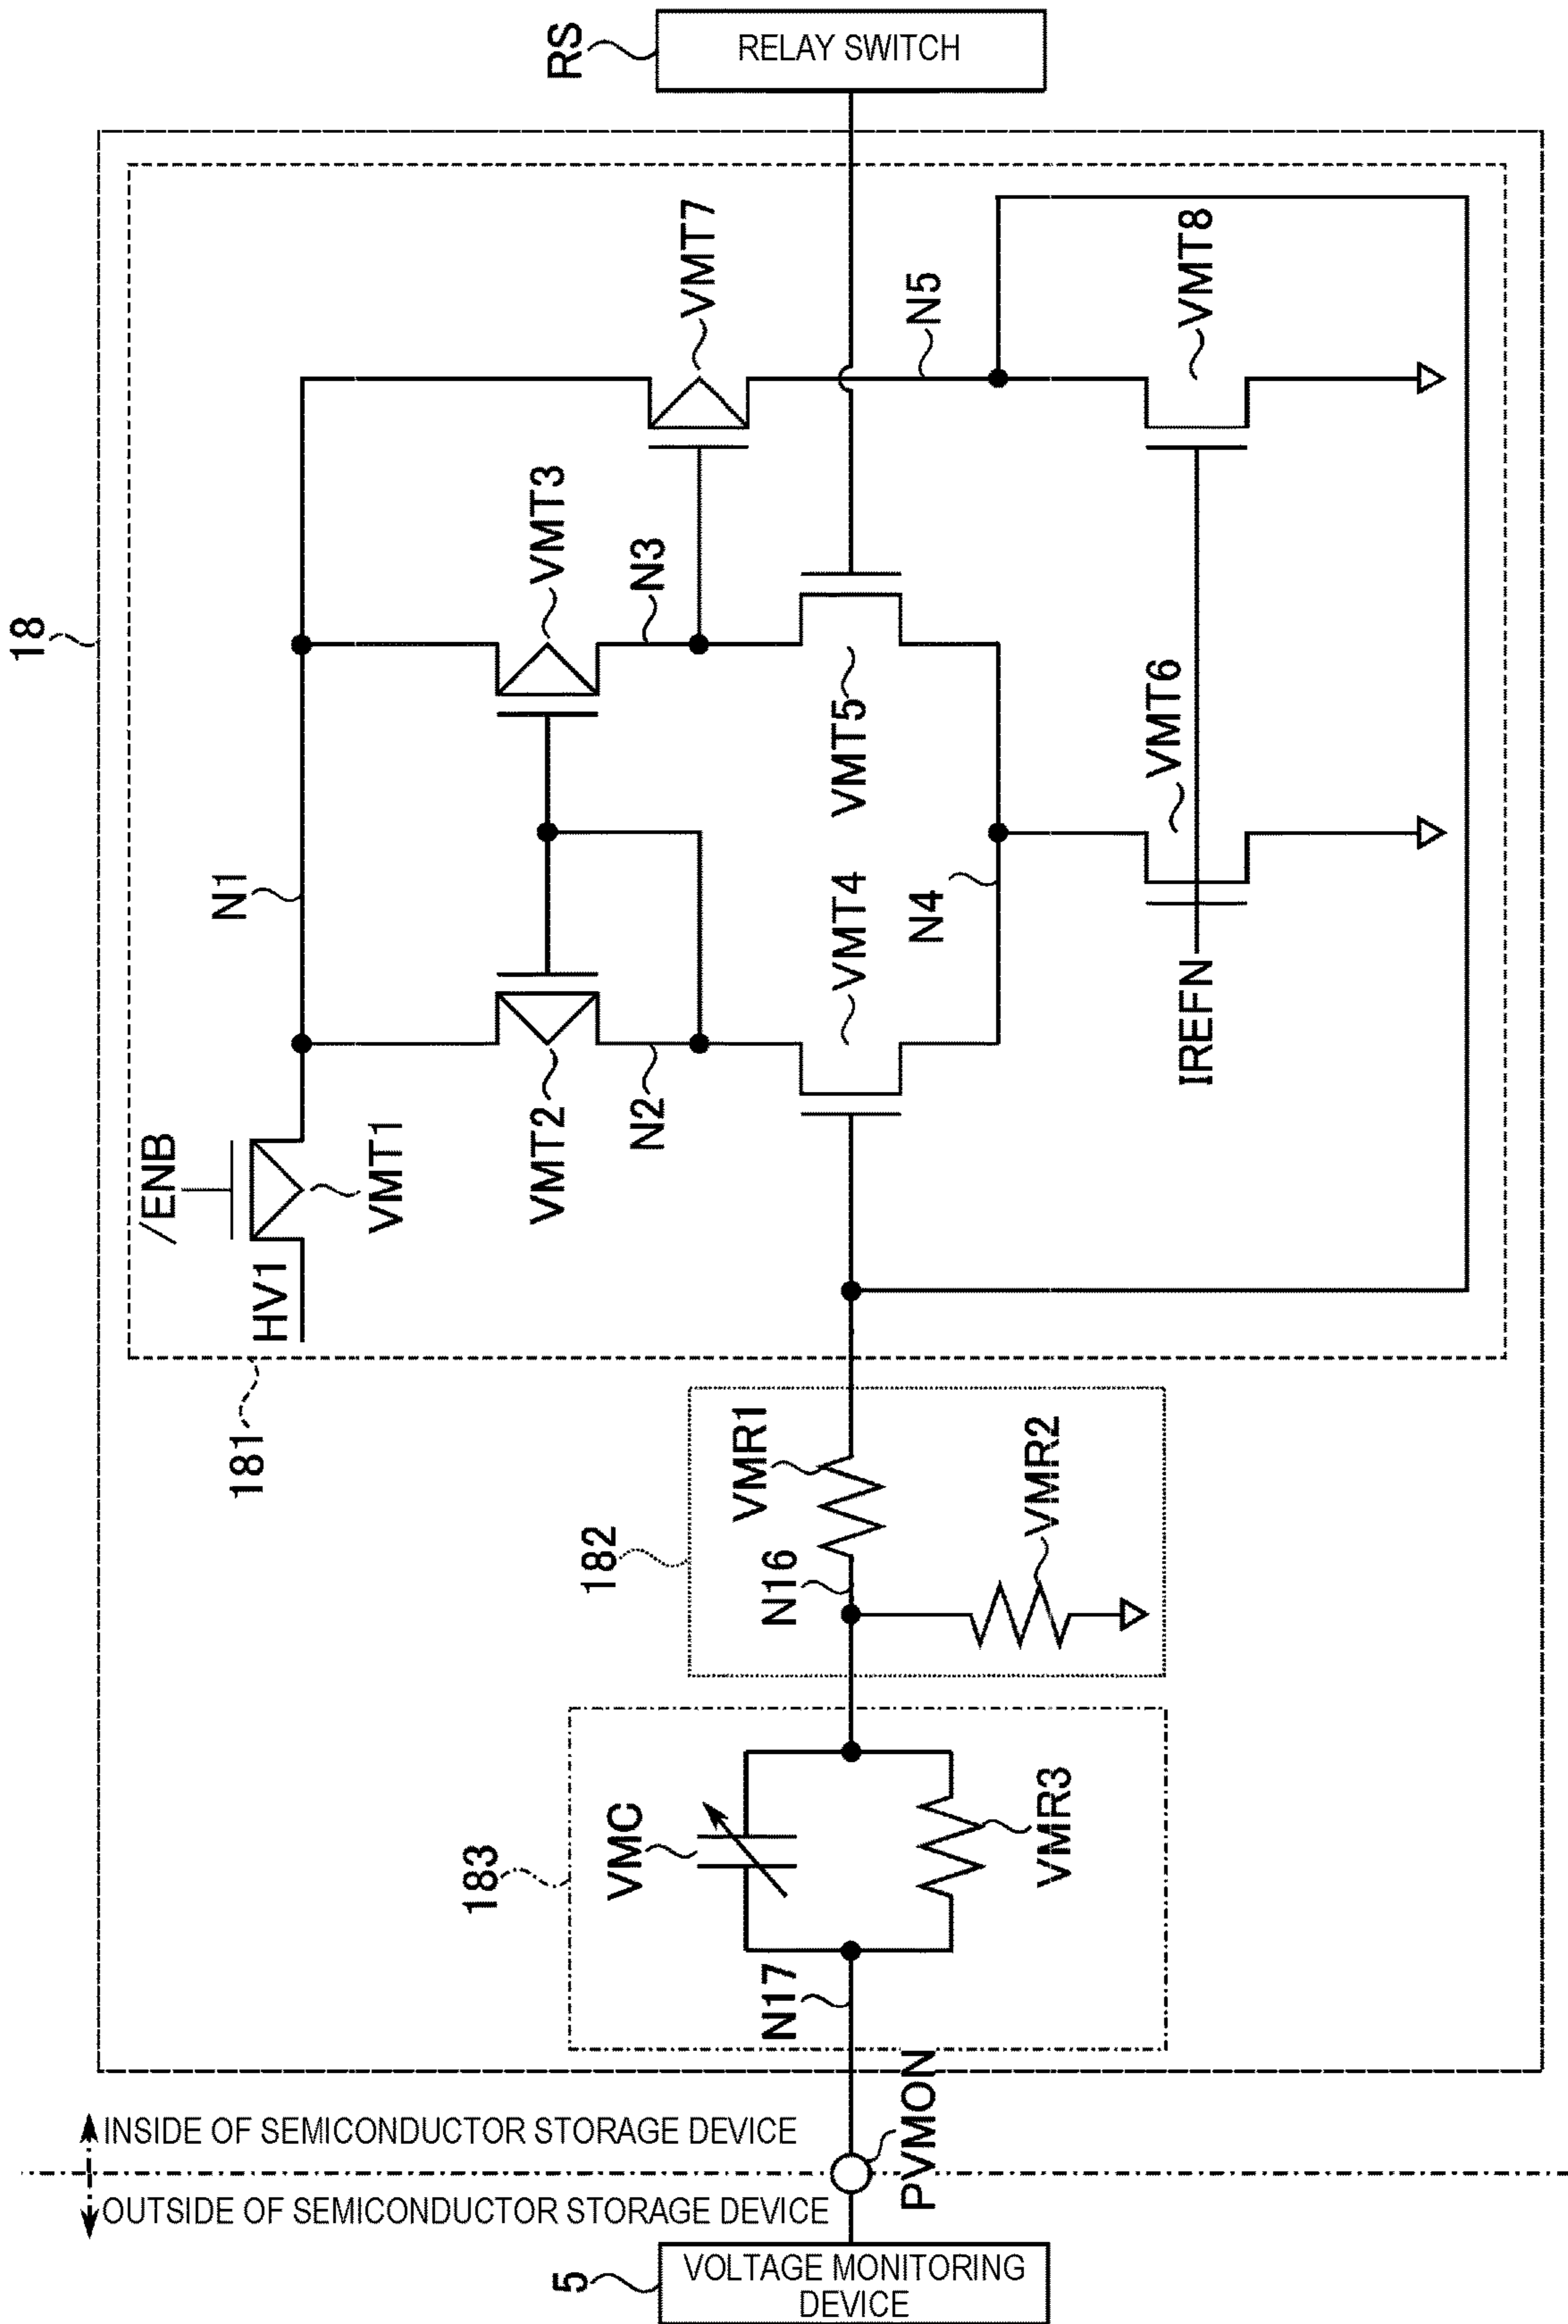 RS
RELAY SWITCH
18
VMT7
N5
VMT8
VMT3
N3
VMT5
VMT6
N1
VMT4
N4
IREFN
VMT2
N2
/ENB
VMT1
HV1
181
VMR1
VMR2
182
N16
VMC
VMR3
183
N17
PVMON
INSIDE OF SEMICONDUCTOR STORAGE DEVICE
OUTSIDE OF SEMICONDUCTOR STORAGE DEVICE
5
VOLTAGE MONITORING
DEVICE